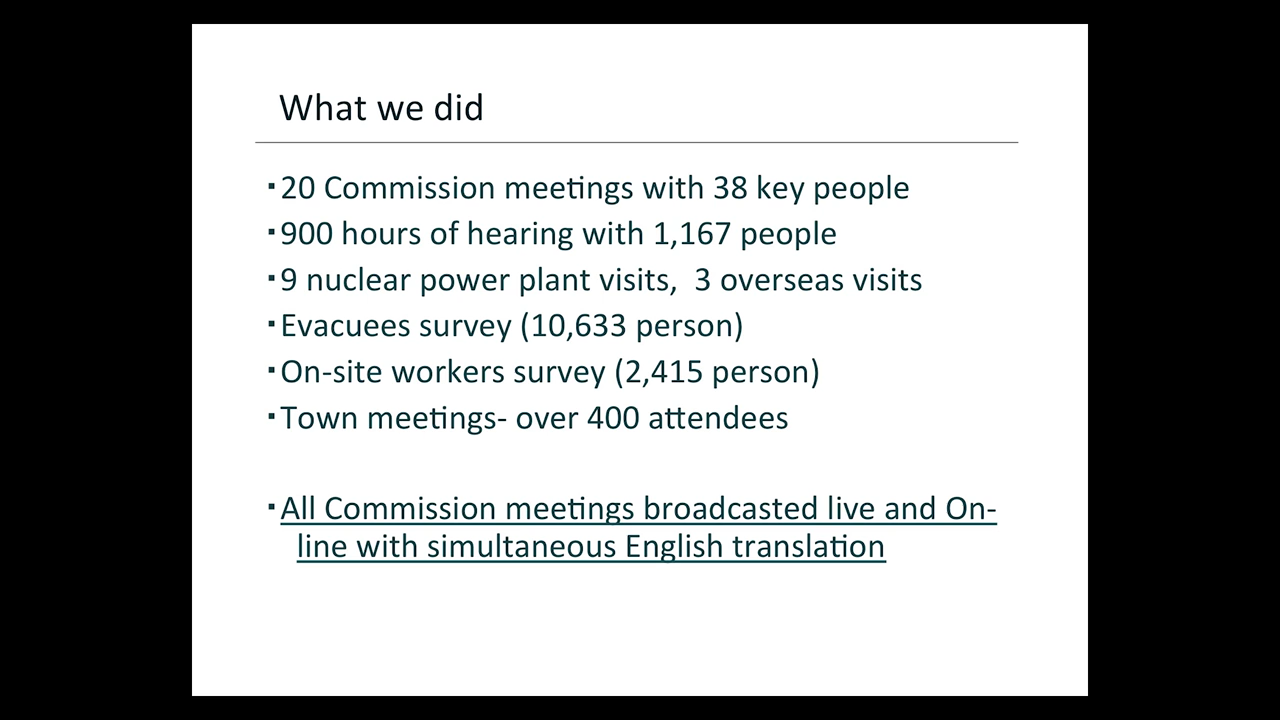 What we did
▪20 Commission meetings with 38 key people
▪900 hours of hearing with 1,167 people
▪9 nuclear power plant visits,  3 overseas visits
▪Evacuees survey (10,633 person)
▪On-site workers survey (2,415 person)
▪Town meetings- over 400 attendees
▪All Commission meetings broadcasted live and On-
line with simultaneous English translation